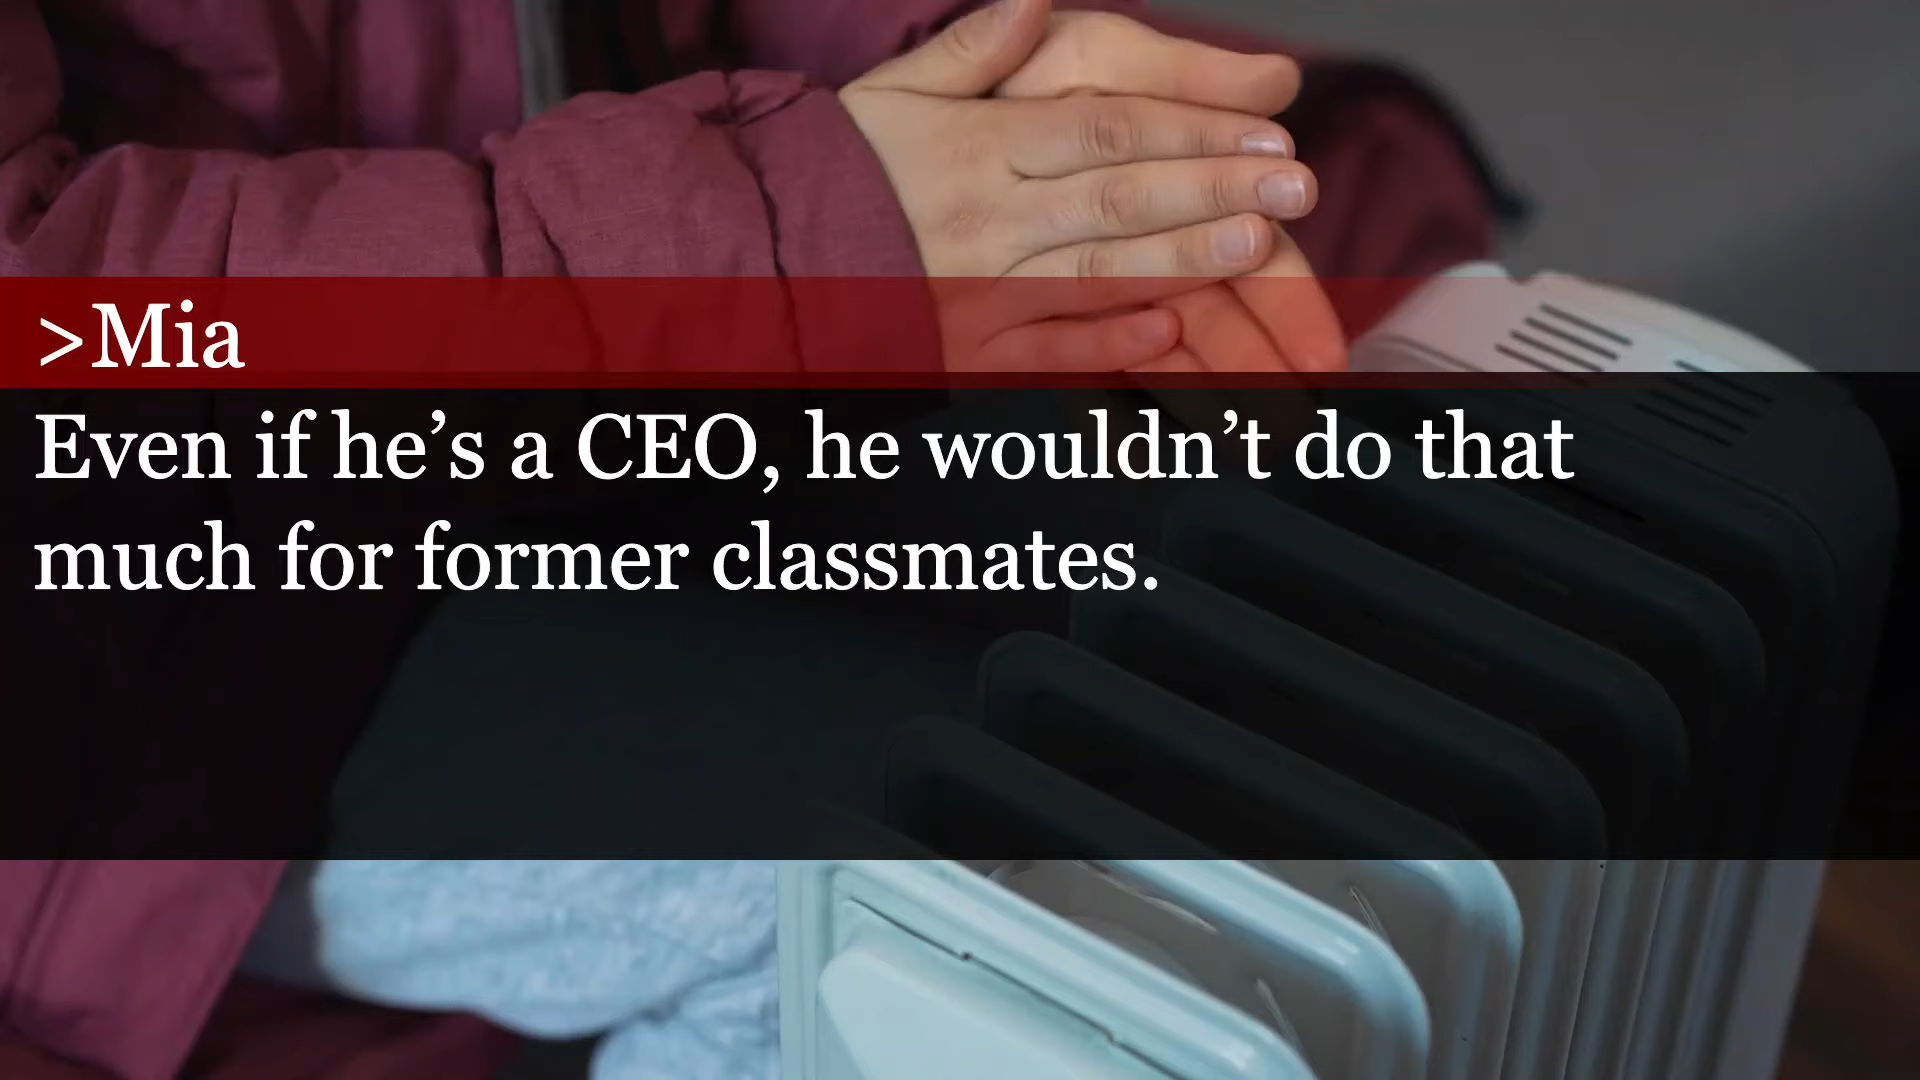 >Mia
Even if he’s a CEO, he wouldn’t do that
much for former classmates.